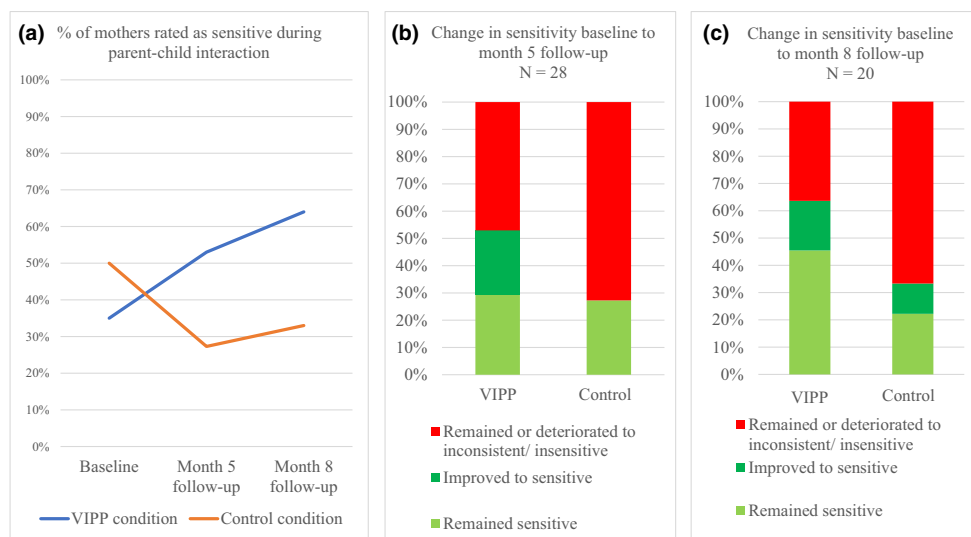 (a) % of mothers rated as sensitive during
parent-child interaction
100%
90%
80%
70%
60%
50%
40%
30%
20%
10%
0%
Baseline
Month 5
follow-up
Month 8
follow-up
VIPP condition
Control condition
(b) Change in sensitivity baseline to
month 5 follow-up
N = 28
100%
90%
80%
70%
60%
50%
40%
30%
20%
10%
0%
VIPP
Control
Remained or deteriorated to
inconsistent/ insensitive
Improved to sensitive
Remained sensitive
(c) Change in sensitivity baseline
to month 8 follow-up
N = 20
100%
90%
80%
70%
60%
50%
40%
30%
20%
10%
0%
VIPP
Control
Remained or deteriorated to
inconsistent/ insensitive
Improved to sensitive
Remained sensitive